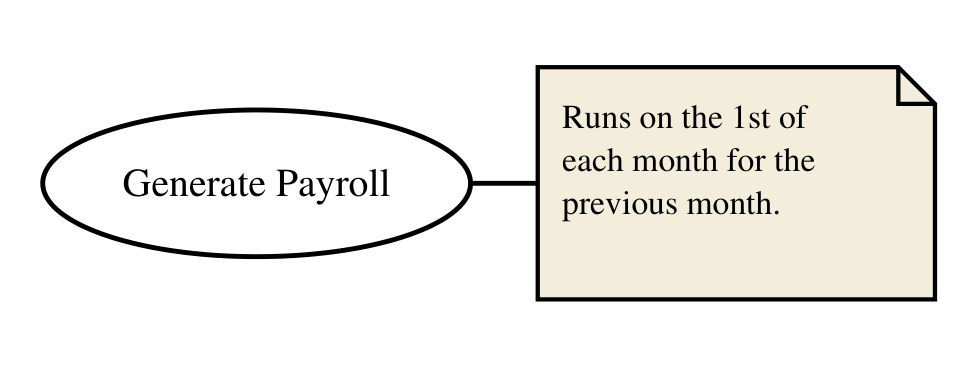 Generate Payroll
Runs on the 1st of
each month for the
previous month.